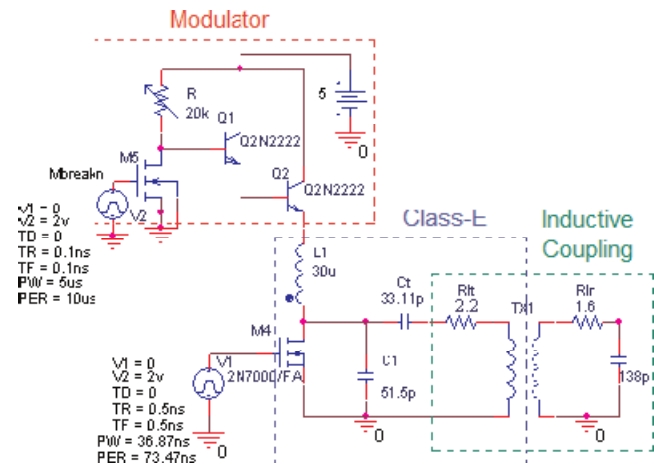 Modulator
R
20k
Q1
Q2N2222
5
0
M5
Mbreakn
Q2
Q2N2222
V2
V1 = 0
V2 = 2v
TD = 0
TR = 0.1ns
TF = 0.1ns
PW = 5us
PER = 10us
Class-E
Inductive
Coupling
L1
30u
Ct
33.11p
Rlt
2.2
TX1
Rlr
1.6
M4
V1
2N7000/FA
C1
51.5p
138p
V1 = 0
V2 = 2v
TD = 0
TR = 0.5ns
TF = 0.5ns
PW = 36.87ns
PER = 73.47ns
0
0
0